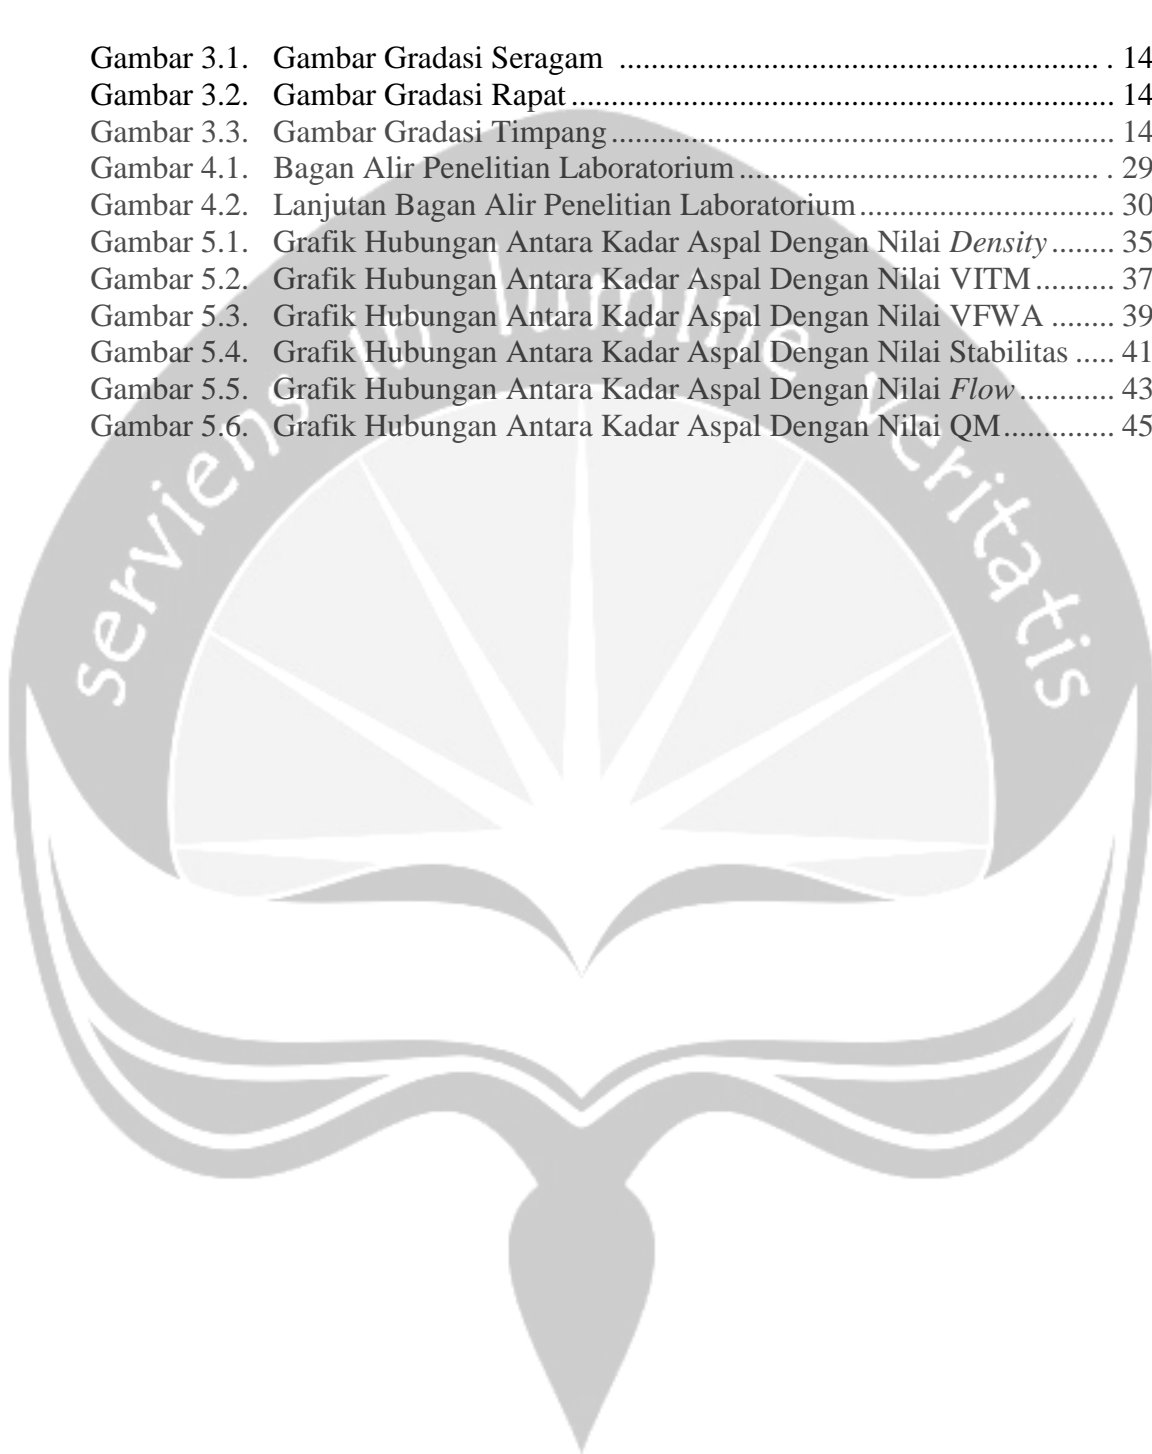 Gambar 3.1. Gambar Gradasi Seragam ............................................................ . 14
Gambar 3.2. Gambar Gradasi Rapat .................................................................... 14
Gambar 3.3. Gambar Gradasi Timpang ............................................................... 14
Gambar 4.1. Bagan Alir Penelitian Laboratorium ............................................. . 29
Gambar 4.2. Lanjutan Bagan Alir Penelitian Laboratorium ................................ 30
Gambar 5.1. Grafik Hubungan Antara Kadar Aspal Dengan Nilai Density ........ 35
Gambar 5.2. Grafik Hubungan Antara Kadar Aspal Dengan Nilai VITM .......... 37
Gambar 5.3. Grafik Hubungan Antara Kadar Aspal Dengan Nilai VFWA ........ 39
Gambar 5.4. Grafik Hubungan Antara Kadar Aspal Dengan Nilai Stabilitas ..... 41
Gambar 5.5. Grafik Hubungan Antara Kadar Aspal Dengan Nilai Flow ............ 43
Gambar 5.6. Grafik Hubungan Antara Kadar Aspal Dengan Nilai QM .............. 45
serviens in lumine veritatis